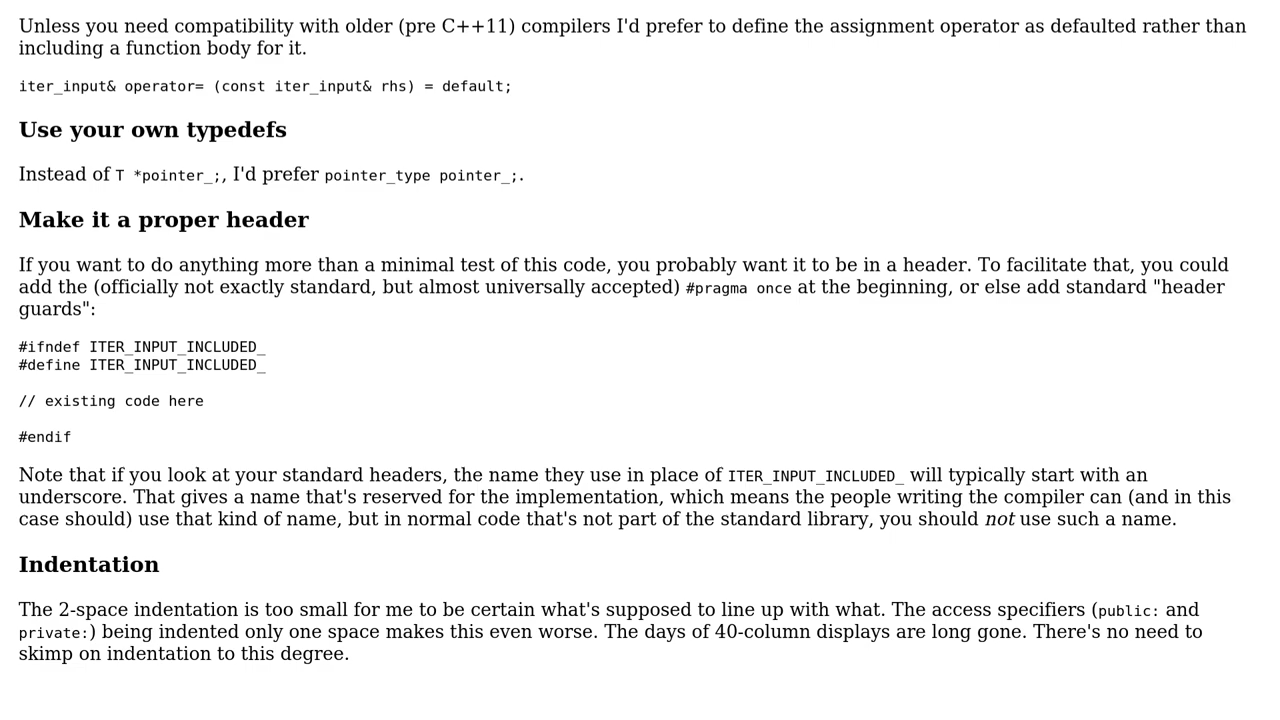 Unless you need compatibility with older (pre C++11) compilers I'd prefer to define the assignment operator as defaulted rather than
including a function body for it.
iter_input& operator= (const iter_input& rhs) = default;
Use your own typedefs
Instead of T *pointer_;, I'd prefer pointer_type pointer_;.
Make it a proper header
If you want to do anything more than a minimal test of this code, you probably want it to be in a header. To facilitate that, you could
add the (officially not exactly standard, but almost universally accepted) #pragma once at the beginning, or else add standard "header
guards":
#ifndef ITER_INPUT_INCLUDED_
#define ITER_INPUT_INCLUDED_
// existing code here
#endif
Note that if you look at your standard headers, the name they use in place of ITER_INPUT_INCLUDED_ will typically start with an
underscore. That gives a name that's reserved for the implementation, which means the people writing the compiler can (and in this
case should) use that kind of name, but in normal code that's not part of the standard library, you should not use such a name.
Indentation
The 2-space indentation is too small for me to be certain what's supposed to line up with what. The access specifiers (public: and
private:) being indented only one space makes this even worse. The days of 40-column displays are long gone. There's no need to
skimp on indentation to this degree.